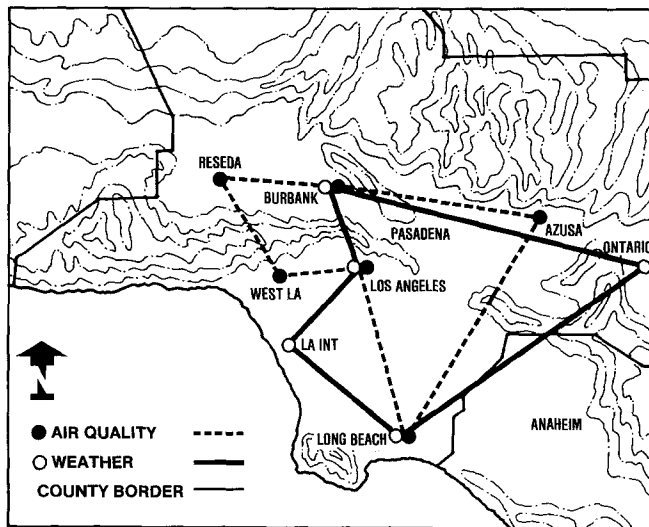 RESEDA
BURBANK
PASADENA
AZUSA
ONTARIO
WEST LA
LOS ANGELES
LA INT
N
AIR QUALITY
LONG BEACH
ANAHEIM
WEATHER
COUNTY BORDER